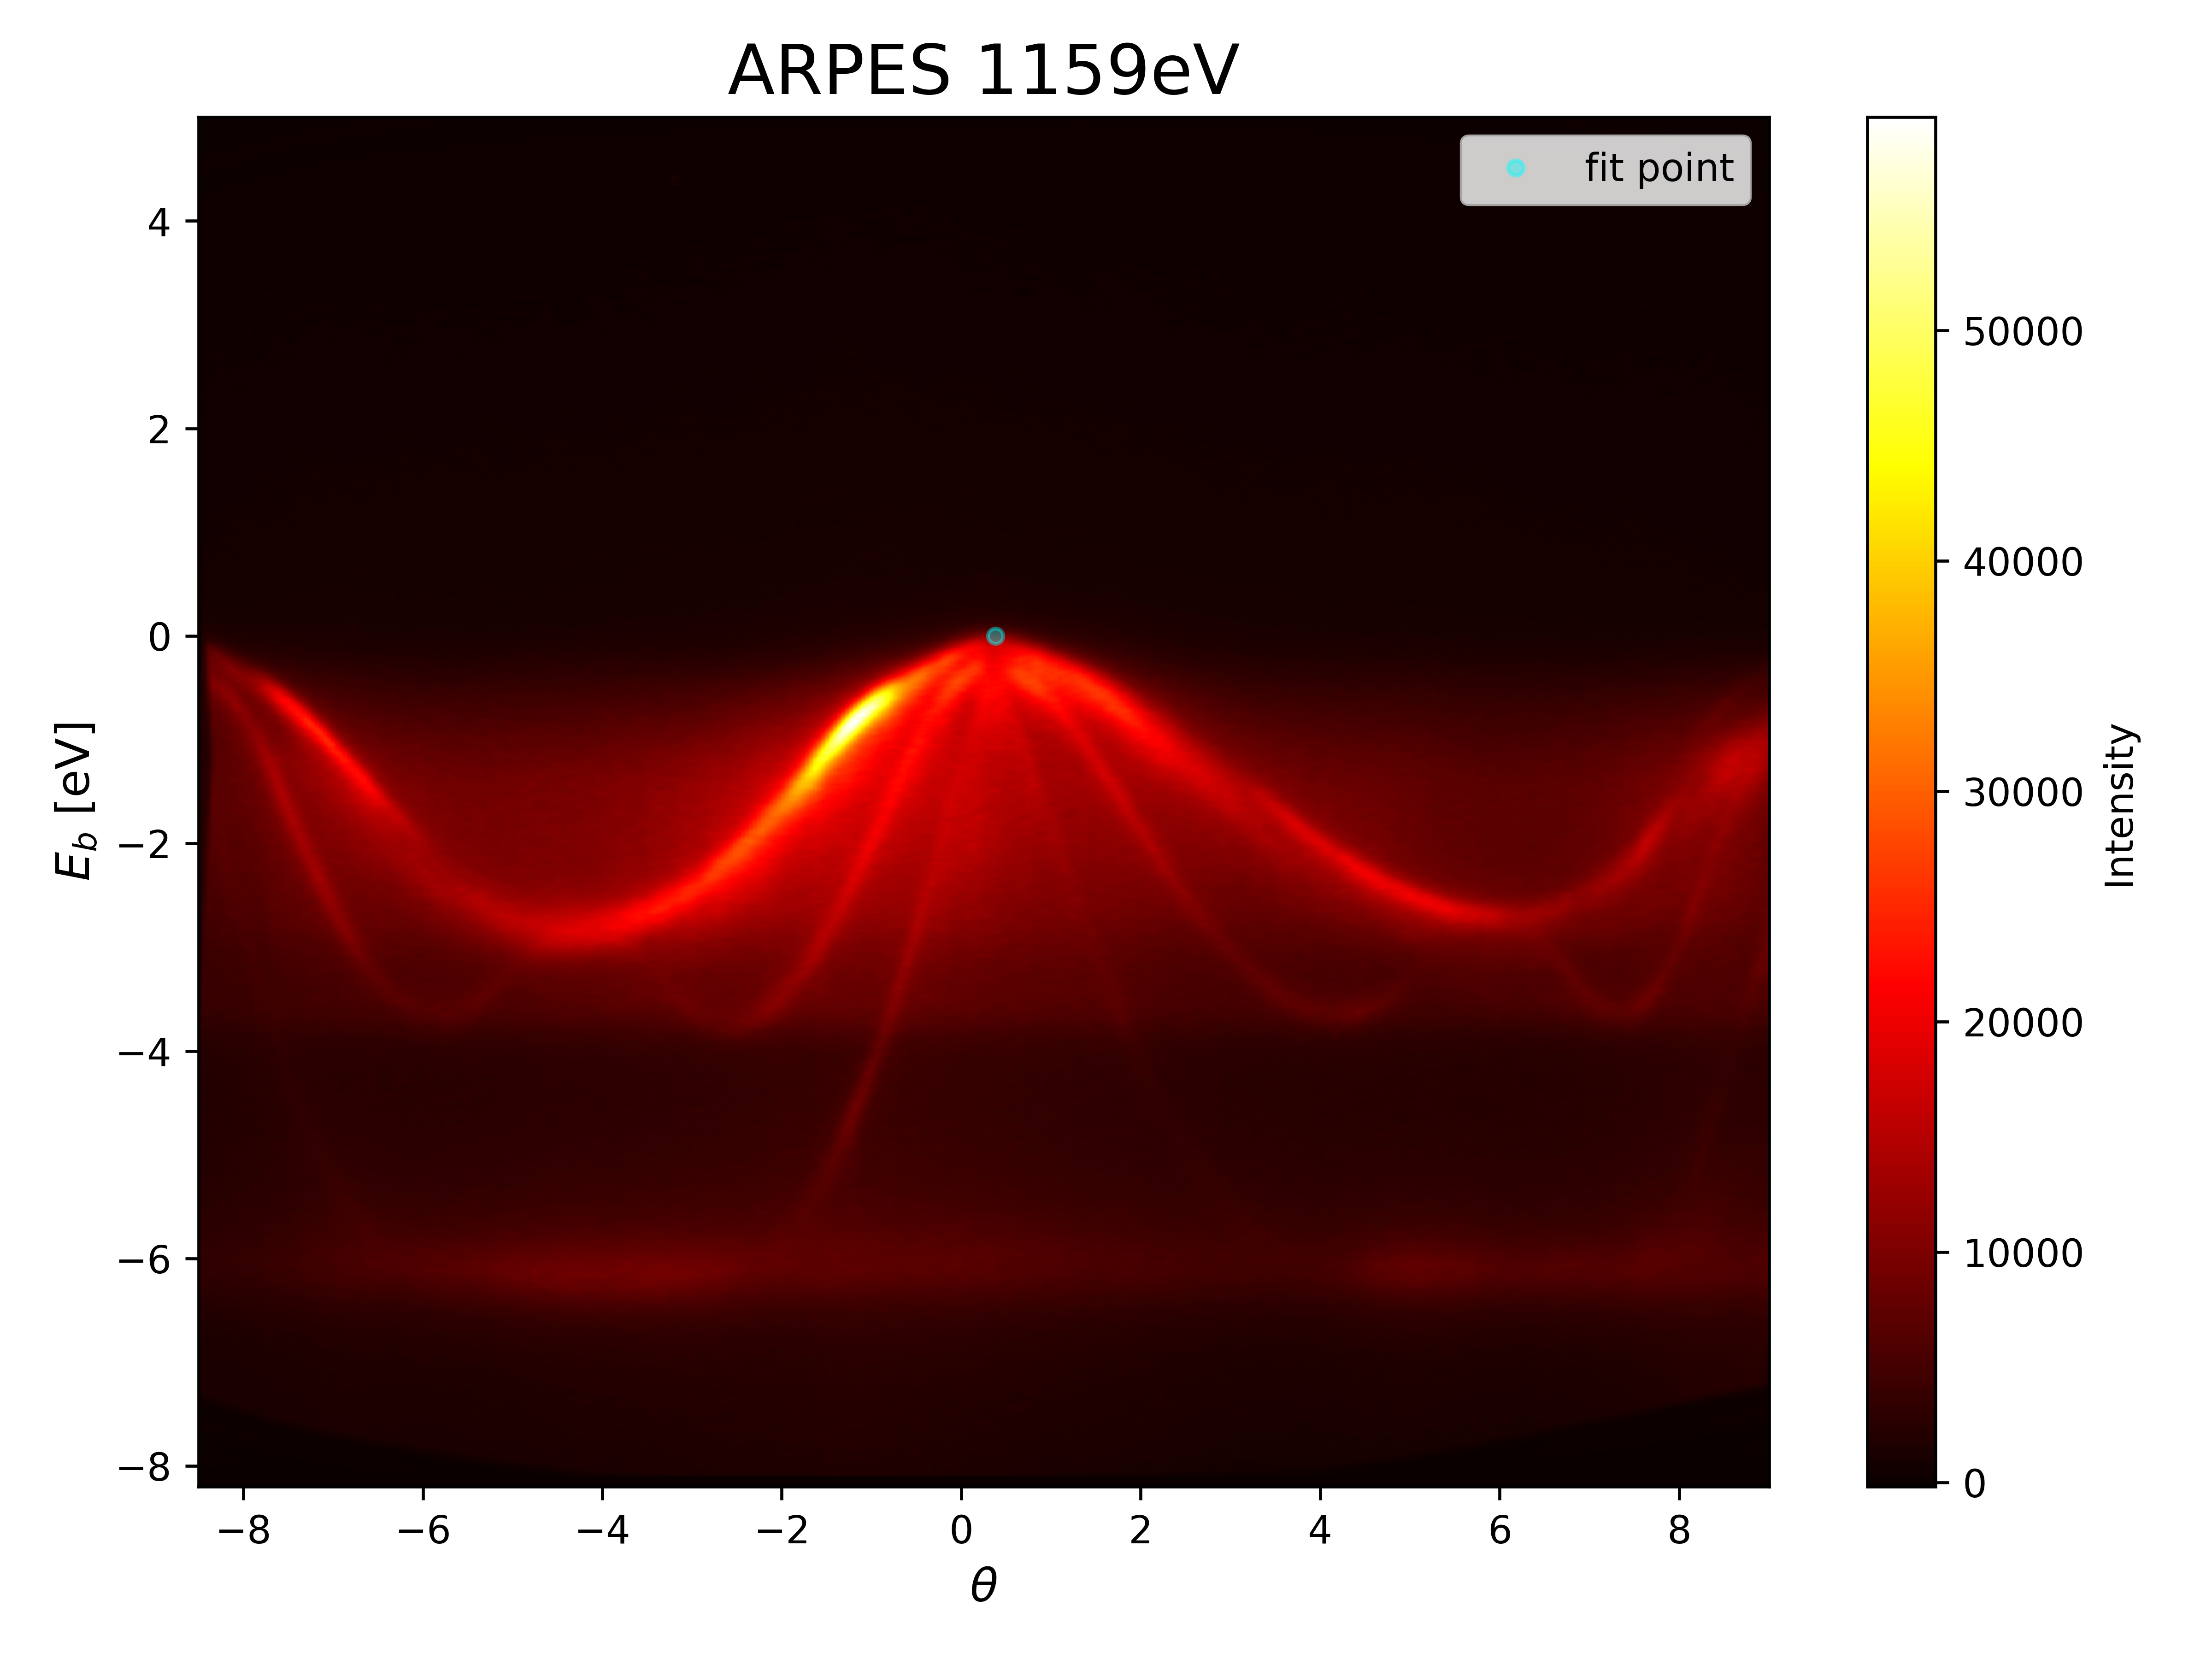 ARPES 1159eV
fit point
4
2
0
−2
−4
−6
−8
E_b [eV]
−8 −6 −4 −2 0 2 4 6 8
θ
50000
40000
30000
20000
10000
0
Intensity